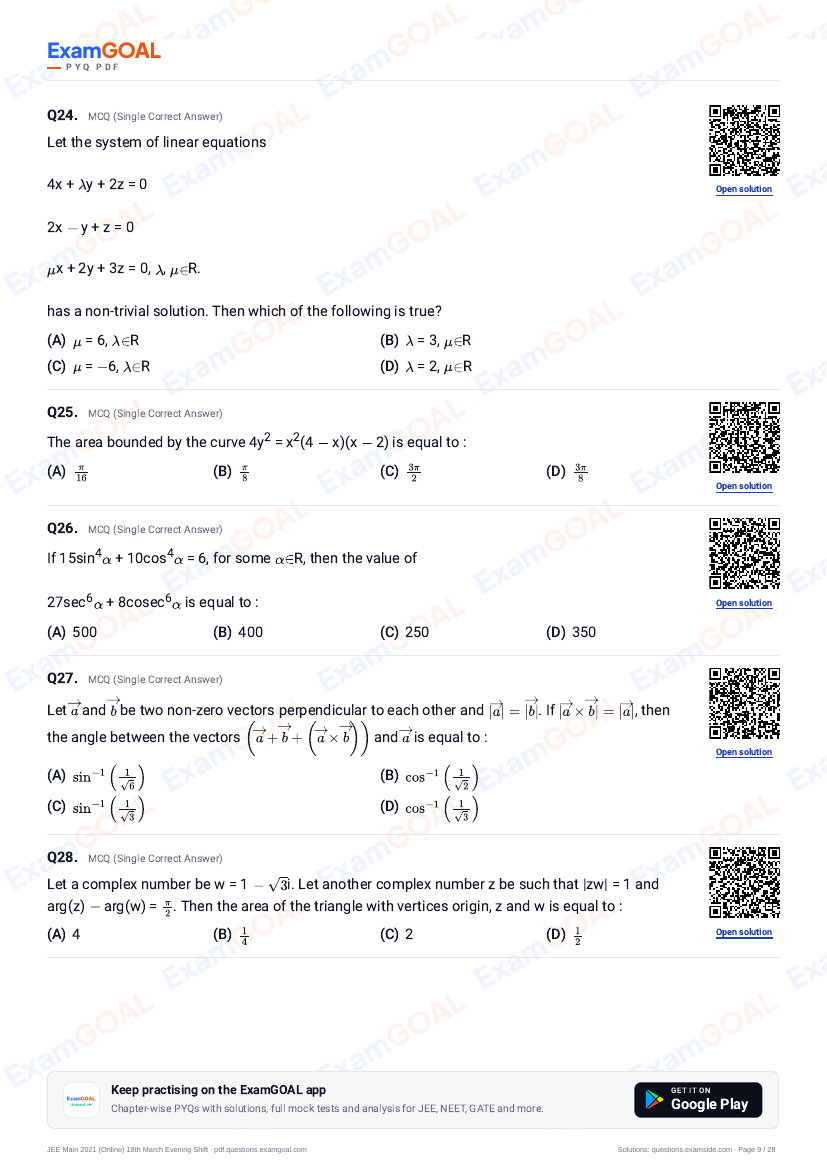 ExamGOAL
PYQ PDF
Q24. MCQ (Single Correct Answer)
Let the system of linear equations
4x + λy + 2z = 0
2x − y + z = 0
μx + 2y + 3z = 0, λ, μ∈R.
has a non-trivial solution. Then which of the following is true?
(A) μ = 6, λ∈R (B) λ = 3, μ∈R
(C) μ = −6, λ∈R (D) λ = 2, μ∈R
Open solution
Q25. MCQ (Single Correct Answer)
The area bounded by the curve 4y² = x²(4 − x)(x − 2) is equal to :
(A) π/16 (B) π/8 (C) 3π/2 (D) 3π/8
Open solution
Q26. MCQ (Single Correct Answer)
If 15sin⁴α + 10cos⁴α = 6, for some α∈R, then the value of
27sec⁶α + 8cosec⁶α is equal to :
(A) 500 (B) 400 (C) 250 (D) 350
Open solution
Q27. MCQ (Single Correct Answer)
Let a⃗ and b⃗ be two non-zero vectors perpendicular to each other and |a⃗| = |b⃗|. If |a⃗ × b⃗| = |a⃗|, then
the angle between the vectors (a⃗ + b⃗ + (a⃗ × b⃗)) and a⃗ is equal to :
(A) sin⁻¹(1/√6) (B) cos⁻¹(1/√2)
(C) sin⁻¹(1/√3) (D) cos⁻¹(1/√3)
Open solution
Q28. MCQ (Single Correct Answer)
Let a complex number be w = 1 − √3i. Let another complex number z be such that |zw| = 1 and
arg(z) − arg(w) = π/2. Then the area of the triangle with vertices origin, z and w is equal to :
(A) 4 (B) 1/4 (C) 2 (D) 1/2
Open solution
Keep practising on the ExamGOAL app
Chapter-wise PYQs with solutions, full mock tests and analysis for JEE, NEET, GATE and more.
GET IT ON
Google Play
JEE Main 2021 (Online) 18th March Evening Shift · pdf.questions.examgoal.com
Solutions: questions.examside.com · Page 9 / 28